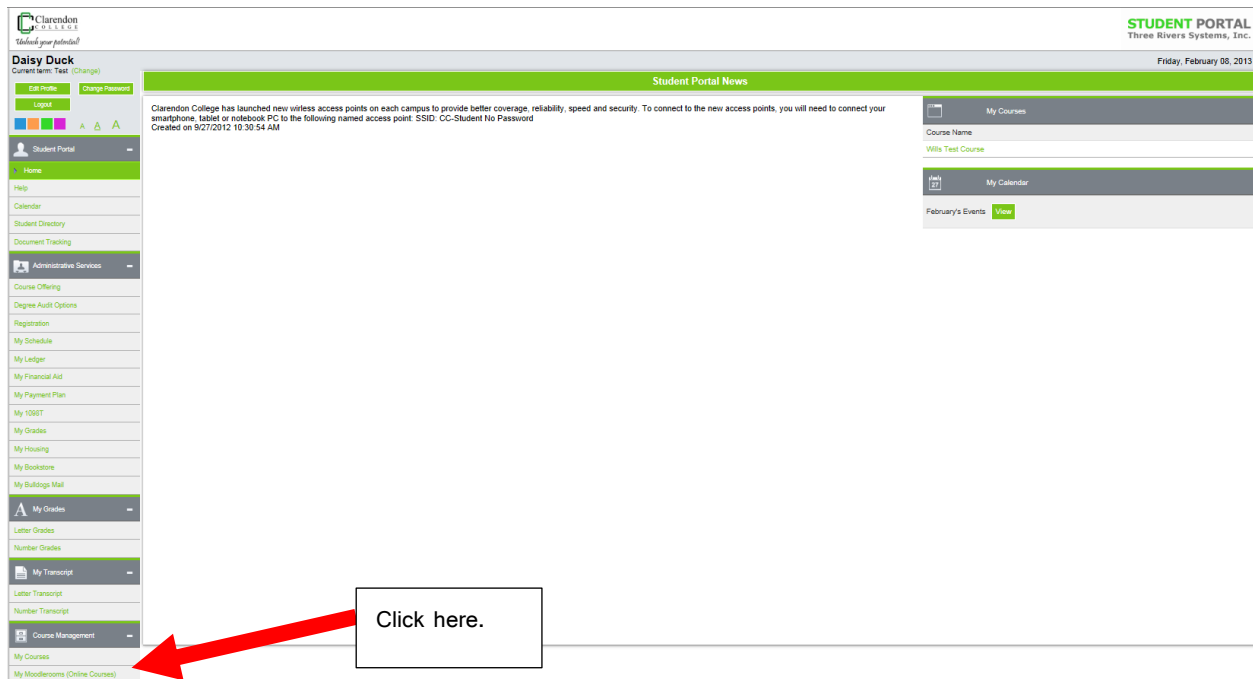 Clarendon
COLLEGE
Unleash your potential!
STUDENT PORTAL
Three Rivers Systems, Inc.
Daisy Duck
Current term: Test (Change)
Friday, February 08, 2013
Edit Profile
Change Password
Logout
A A A
Student Portal News
Clarendon College has launched new wirless access points on each campus to provide better coverage, reliability, speed and security. To connect to the new access points, you will need to connect your
smartphone, tablet or notebook PC to the following named access point: SSID: CC-Student No Password
Created on 9/27/2012 10:30:54 AM
My Courses
Course Name
Wills Test Course
27
My Calendar
February's Events View
Student Portal
Home
Help
Calendar
Student Directory
Document Tracking
Administrative Services
Course Offering
Degree Audit Options
Registration
My Schedule
My Ledger
My Financial Aid
My Payment Plan
My 1098T
My Grades
My Housing
My Bookstore
My Bulldogs Mail
A My Grades
Letter Grades
Number Grades
My Transcript
Letter Transcript
Number Transcript
Course Management
My Courses
My Moodlerooms (Online Courses)
Click here.